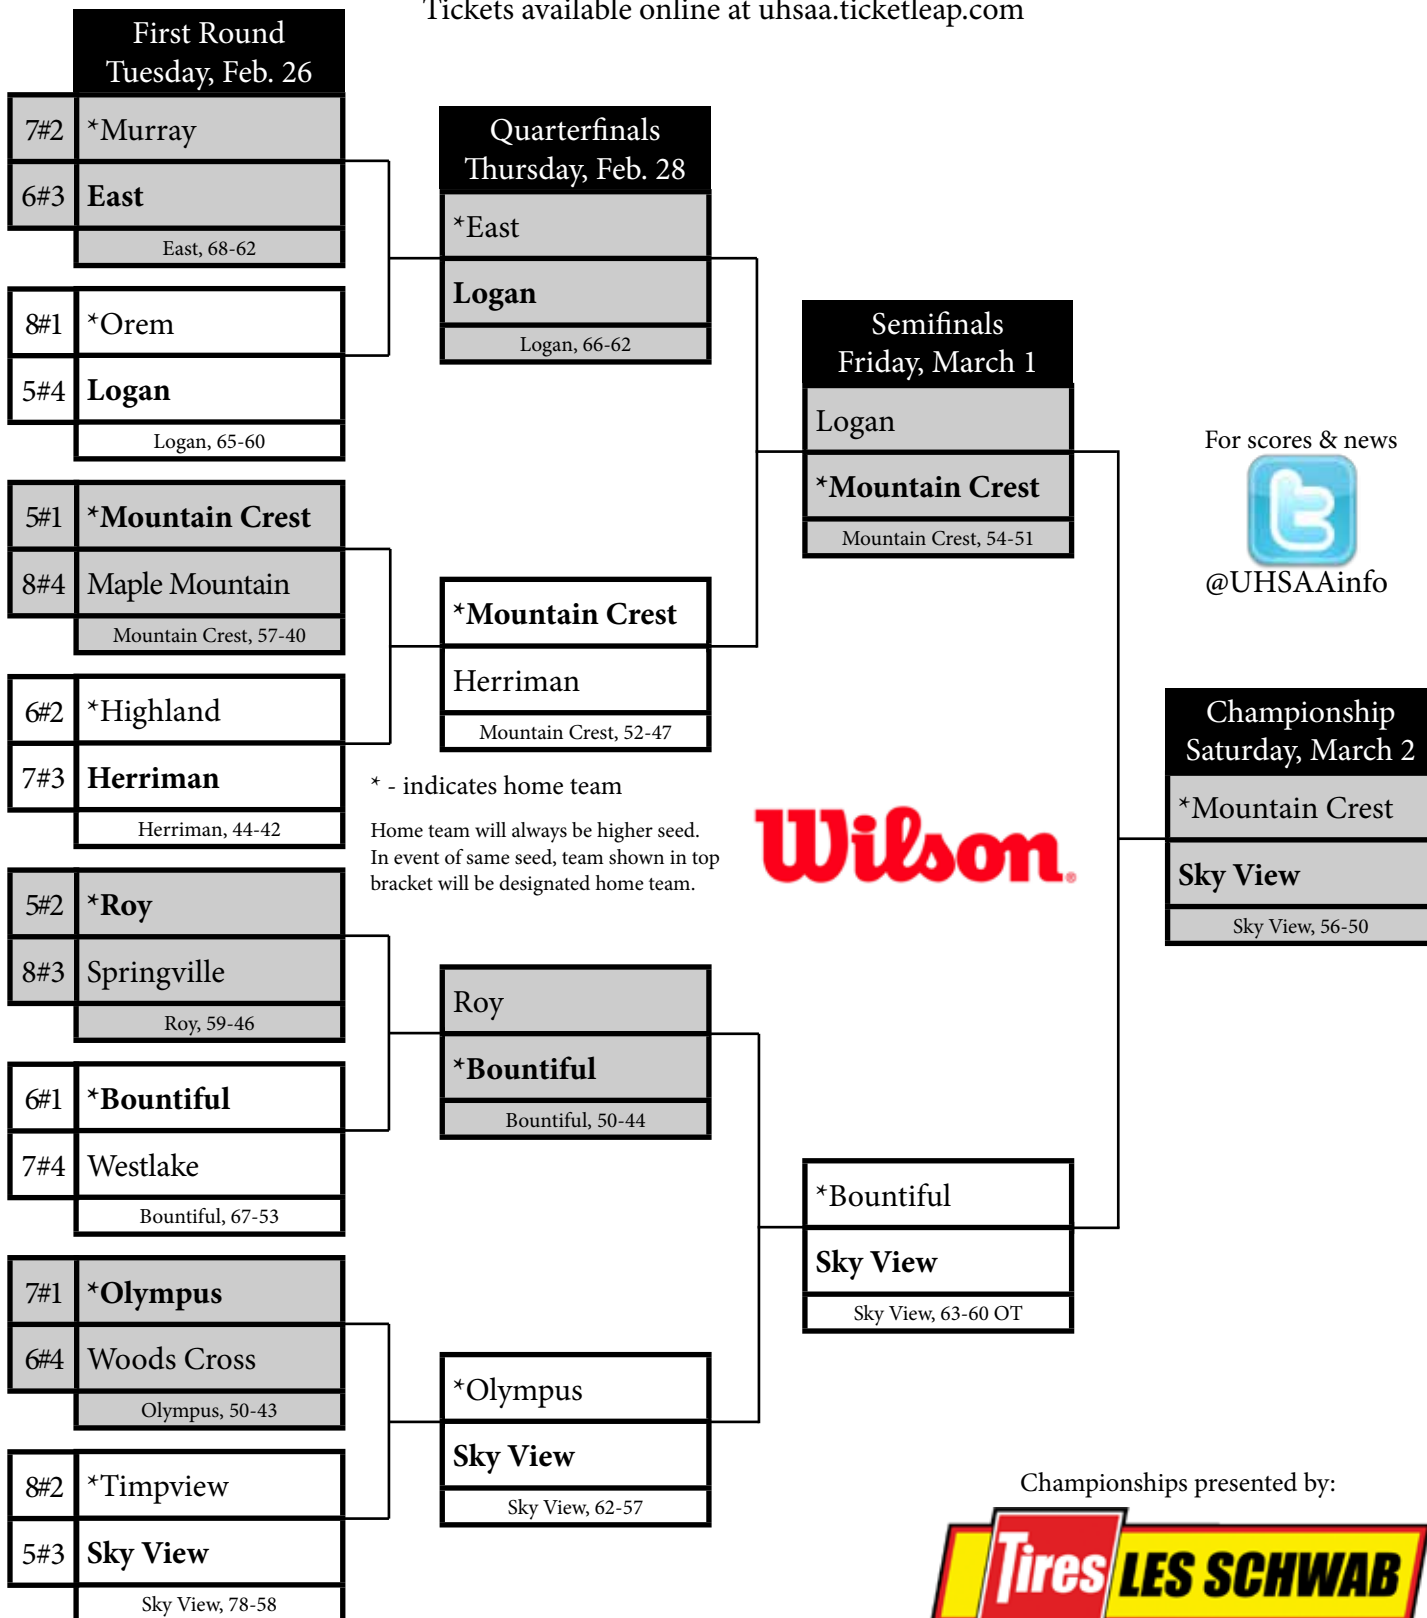 Tickets available online at uhsaa.ticketleap.com
First Round
Tuesday, Feb. 26
7#2 *Murray
6#3 East
East, 68-62
8#1 *Orem
5#4 Logan
Logan, 65-60
5#1 *Mountain Crest
8#4 Maple Mountain
Mountain Crest, 57-40
6#2 *Highland
7#3 Herriman
Herriman, 44-42
5#2 *Roy
8#3 Springville
Roy, 59-46
6#1 *Bountiful
7#4 Westlake
Bountiful, 67-53
7#1 *Olympus
6#4 Woods Cross
Olympus, 50-43
8#2 *Timpview
5#3 Sky View
Sky View, 78-58
Quarterfinals
Thursday, Feb. 28
*East
Logan
Logan, 66-62
*Mountain Crest
Herriman
Mountain Crest, 52-47
* - indicates home team
Home team will always be higher seed.
In event of same seed, team shown in top
bracket will be designated home team.
Roy
*Bountiful
Bountiful, 50-44
*Olympus
Sky View
Sky View, 62-57
Semifinals
Friday, March 1
Logan
*Mountain Crest
Mountain Crest, 54-51
Wilson®
*Bountiful
Sky View
Sky View, 63-60 OT
For scores & news
t
@UHSAAinfo
Championship
Saturday, March 2
*Mountain Crest
Sky View
Sky View, 56-50
Championships presented by:
Tires LES SCHWAB